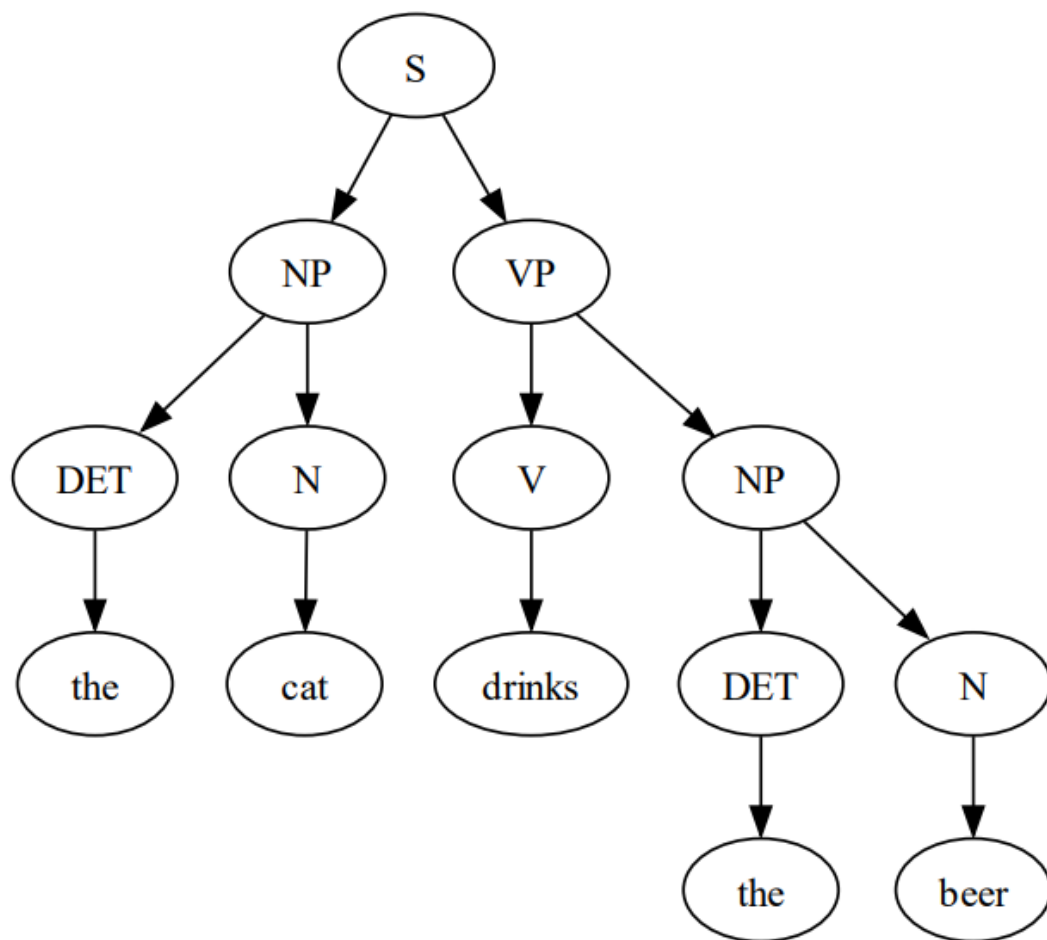 S
NP VP
DET N V NP
the cat drinks DET N
the beer